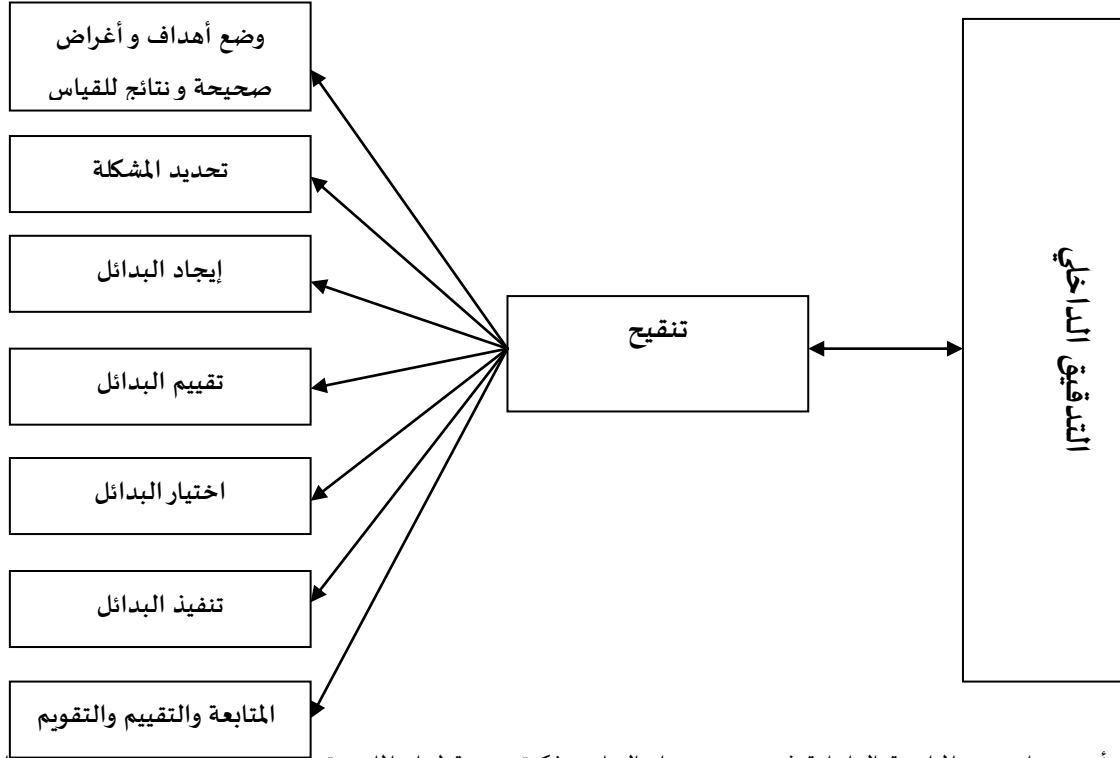 وضع أهداف و أغراض
صحيحة و نتائج للقياس
تحديد المشكلة
إيجاد البدائل
تقييم البدائل
اختيار البدائل
تنفيذ البدائل
المتابعة والتقييم والتقويم
تنقيح
التدقيق الداخلي